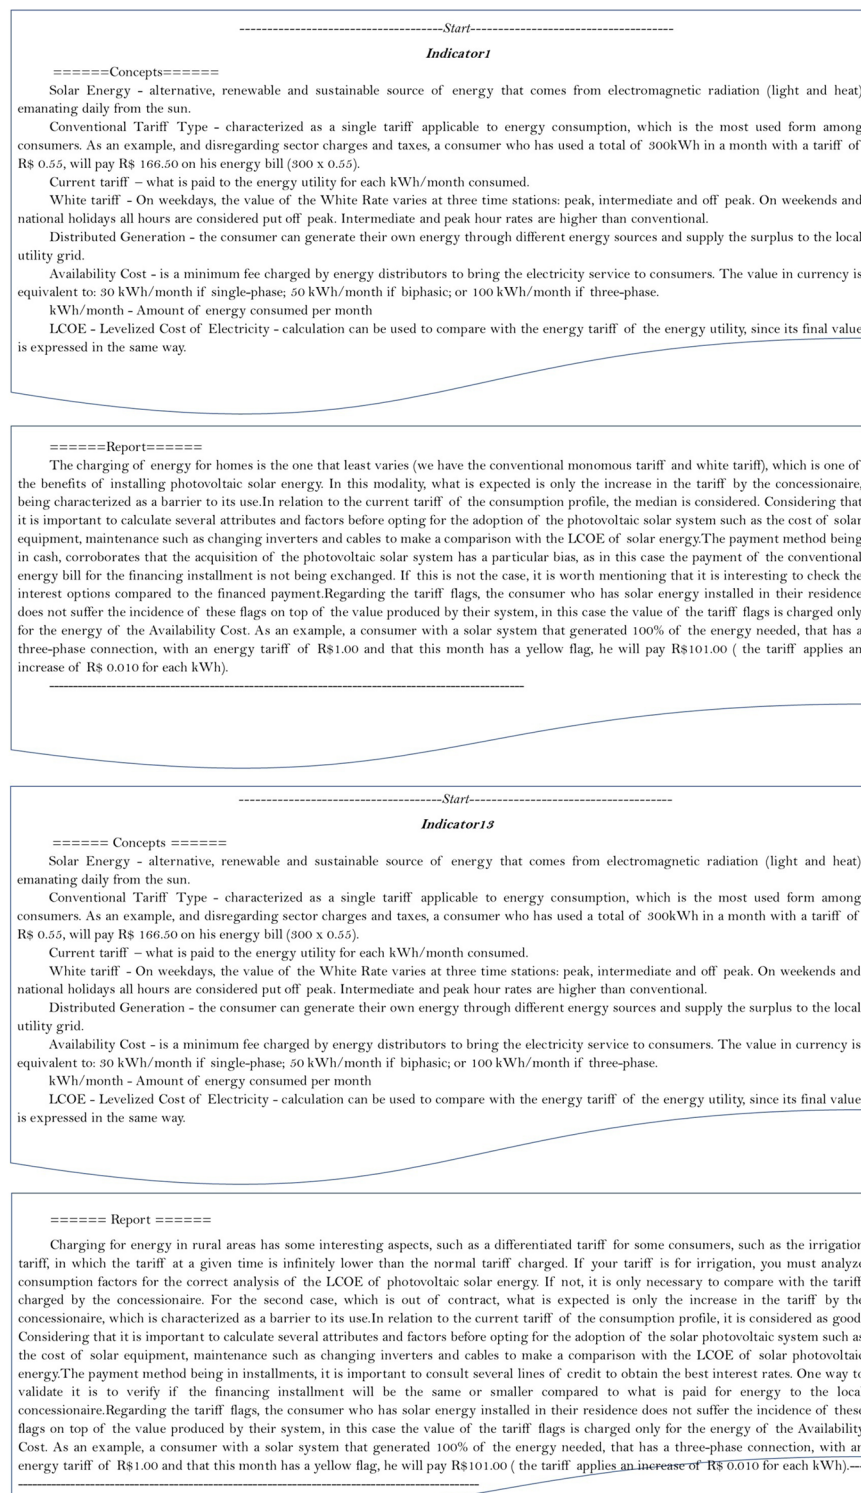 ------------------------------------Start------------------------------------
Indicator1
======Concepts======
Solar Energy - alternative, renewable and sustainable source of energy that comes from electromagnetic radiation (light and heat)
emanating daily from the sun.
Conventional Tariff Type - characterized as a single tariff applicable to energy consumption, which is the most used form among
consumers. As an example, and disregarding sector charges and taxes, a consumer who has used a total of 300kWh in a month with a tariff of
R$ 0.55, will pay R$ 166.50 on his energy bill (300 x 0.55).
Current tariff – what is paid to the energy utility for each kWh/month consumed.
White tariff - On weekdays, the value of the White Rate varies at three time stations: peak, intermediate and off peak. On weekends and
national holidays all hours are considered put off peak. Intermediate and peak hour rates are higher than conventional.
Distributed Generation - the consumer can generate their own energy through different energy sources and supply the surplus to the local
utility grid.
Availability Cost - is a minimum fee charged by energy distributors to bring the electricity service to consumers. The value in currency is
equivalent to: 30 kWh/month if single-phase; 50 kWh/month if biphasic; or 100 kWh/month if three-phase.
kWh/month - Amount of energy consumed per month
LCOE - Levelized Cost of Electricity - calculation can be used to compare with the energy tariff of the energy utility, since its final value
is expressed in the same way.
======Report======
The charging of energy for homes is the one that least varies (we have the conventional monomous tariff and white tariff), which is one of
the benefits of installing photovoltaic solar energy. In this modality, what is expected is only the increase in the tariff by the concessionaire,
being characterized as a barrier to its use.In relation to the current tariff of the consumption profile, the median is considered. Considering that
it is important to calculate several attributes and factors before opting for the adoption of the photovoltaic solar system such as the cost of solar
equipment, maintenance such as changing inverters and cables to make a comparison with the LCOE of solar energy.The payment method being
in cash, corroborates that the acquisition of the photovoltaic solar system has a particular bias, as in this case the payment of the conventional
energy bill for the financing installment is not being exchanged. If this is not the case, it is worth mentioning that it is interesting to check the
interest options compared to the financed payment.Regarding the tariff flags, the consumer who has solar energy installed in their residence
does not suffer the incidence of these flags on top of the value produced by their system, in this case the value of the tariff flags is charged only
for the energy of the Availability Cost. As an example, a consumer with a solar system that generated 100% of the energy needed, that has a
three-phase connection, with an energy tariff of R$1.00 and that this month has a yellow flag, he will pay R$101.00 ( the tariff applies an
increase of R$ 0.010 for each kWh).
------------------------------------------------------------------------------------------------
------------------------------------Start------------------------------------
Indicator13
====== Concepts ======
Solar Energy - alternative, renewable and sustainable source of energy that comes from electromagnetic radiation (light and heat)
emanating daily from the sun.
Conventional Tariff Type - characterized as a single tariff applicable to energy consumption, which is the most used form among
consumers. As an example, and disregarding sector charges and taxes, a consumer who has used a total of 300kWh in a month with a tariff of
R$ 0.55, will pay R$ 166.50 on his energy bill (300 x 0.55).
Current tariff – what is paid to the energy utility for each kWh/month consumed.
White tariff - On weekdays, the value of the White Rate varies at three time stations: peak, intermediate and off peak. On weekends and
national holidays all hours are considered put off peak. Intermediate and peak hour rates are higher than conventional.
Distributed Generation - the consumer can generate their own energy through different energy sources and supply the surplus to the local
utility grid.
Availability Cost - is a minimum fee charged by energy distributors to bring the electricity service to consumers. The value in currency is
equivalent to: 30 kWh/month if single-phase; 50 kWh/month if biphasic; or 100 kWh/month if three-phase.
kWh/month - Amount of energy consumed per month
LCOE - Levelized Cost of Electricity - calculation can be used to compare with the energy tariff of the energy utility, since its final value
is expressed in the same way.
====== Report ======
Charging for energy in rural areas has some interesting aspects, such as a differentiated tariff for some consumers, such as the irrigation
tariff, in which the tariff at a given time is infinitely lower than the normal tariff charged. If your tariff is for irrigation, you must analyze
consumption factors for the correct analysis of the LCOE of photovoltaic solar energy. If not, it is only necessary to compare with the tariff
charged by the concessionaire. For the second case, which is out of contract, what is expected is only the increase in the tariff by the
concessionaire, which is characterized as a barrier to its use.In relation to the current tariff of the consumption profile, it is considered as good.
Considering that it is important to calculate several attributes and factors before opting for the adoption of the solar photovoltaic system such as
the cost of solar equipment, maintenance such as changing inverters and cables to make a comparison with the LCOE of solar photovoltaic
energy.The payment method being in installments, it is important to consult several lines of credit to obtain the best interest rates. One way to
validate it is to verify if the financing installment will be the same or smaller compared to what is paid for energy to the local
concessionaire.Regarding the tariff flags, the consumer who has solar energy installed in their residence does not suffer the incidence of these
flags on top of the value produced by their system, in this case the value of the tariff flags is charged only for the energy of the Availability
Cost. As an example, a consumer with a solar system that generated 100% of the energy needed, that has a three-phase connection, with an
energy tariff of R$1.00 and that this month has a yellow flag, he will pay R$101.00 ( the tariff applies an increase of R$ 0.010 for each kWh).---
------------------------------------------------------------------------------------------------